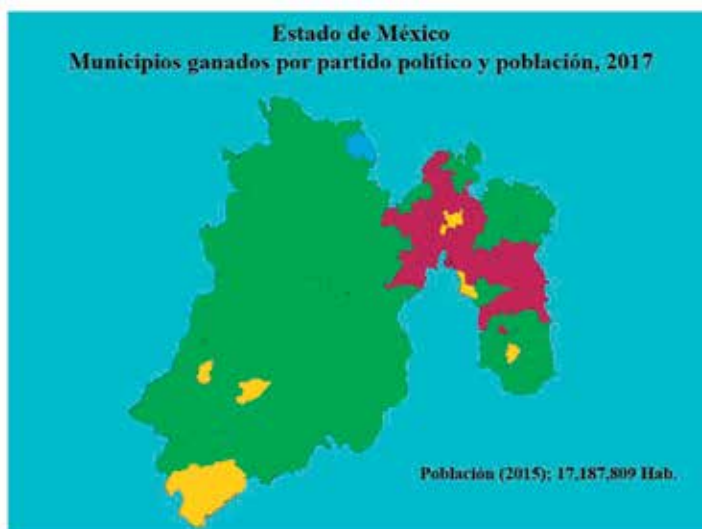 Estado de México
Municipios ganados por partido político y población, 2017
Población (2015); 17,187,809 Hab.